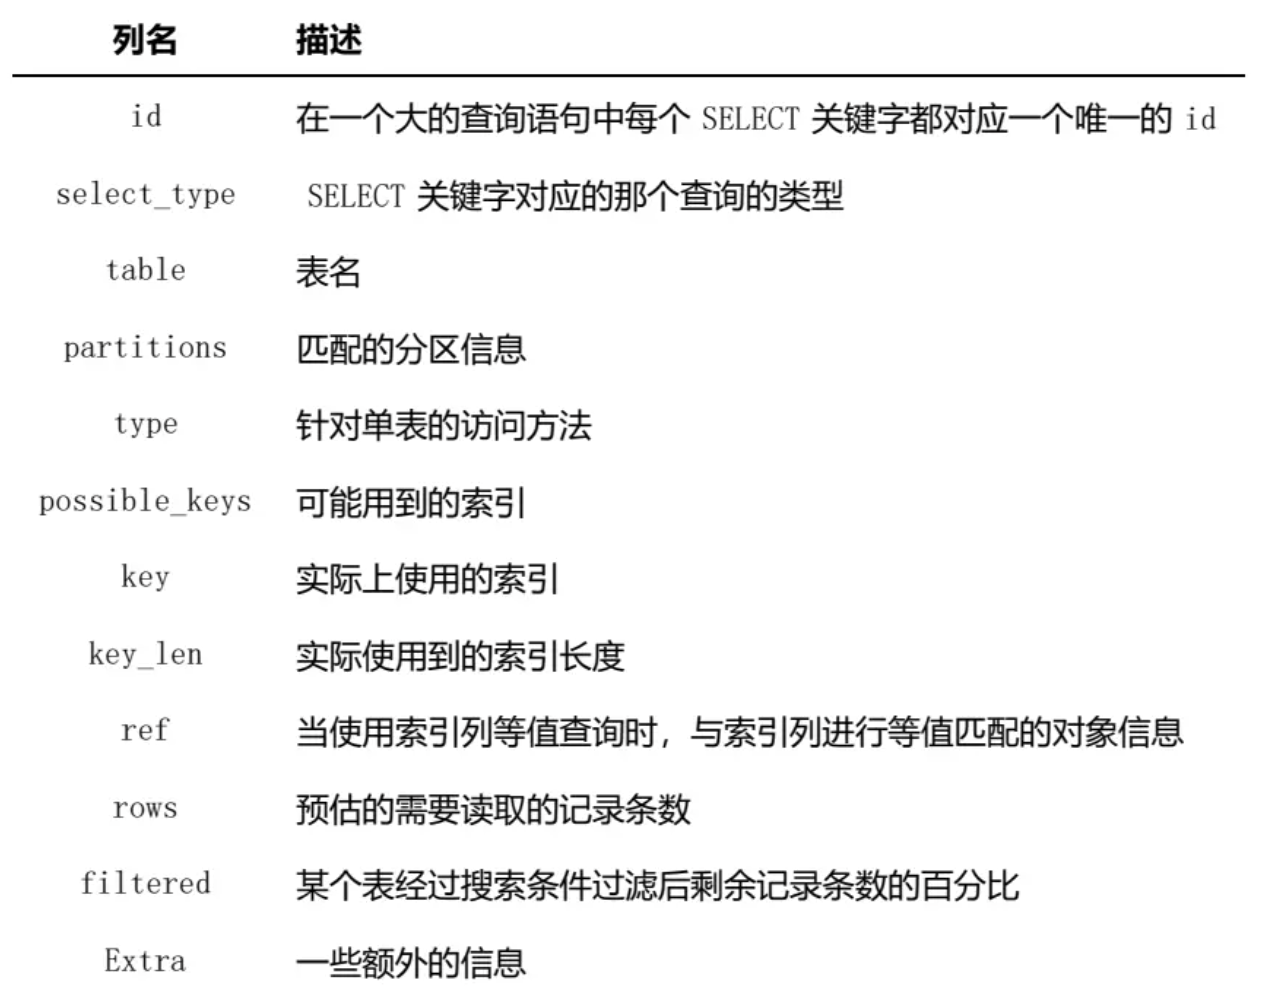 列名 描述
id 在一个大的查询语句中每个 SELECT 关键字都对应一个唯一的 id
select_type SELECT 关键字对应的那个查询的类型
table 表名
partitions 匹配的分区信息
type 针对单表的访问方法
possible_keys 可能用到的索引
key 实际上使用的索引
key_len 实际使用到的索引长度
ref 当使用索引列等值查询时，与索引列进行等值匹配的对象信息
rows 预估的需要读取的记录条数
filtered 某个表经过搜索条件过滤后剩余记录条数的百分比
Extra 一些额外的信息